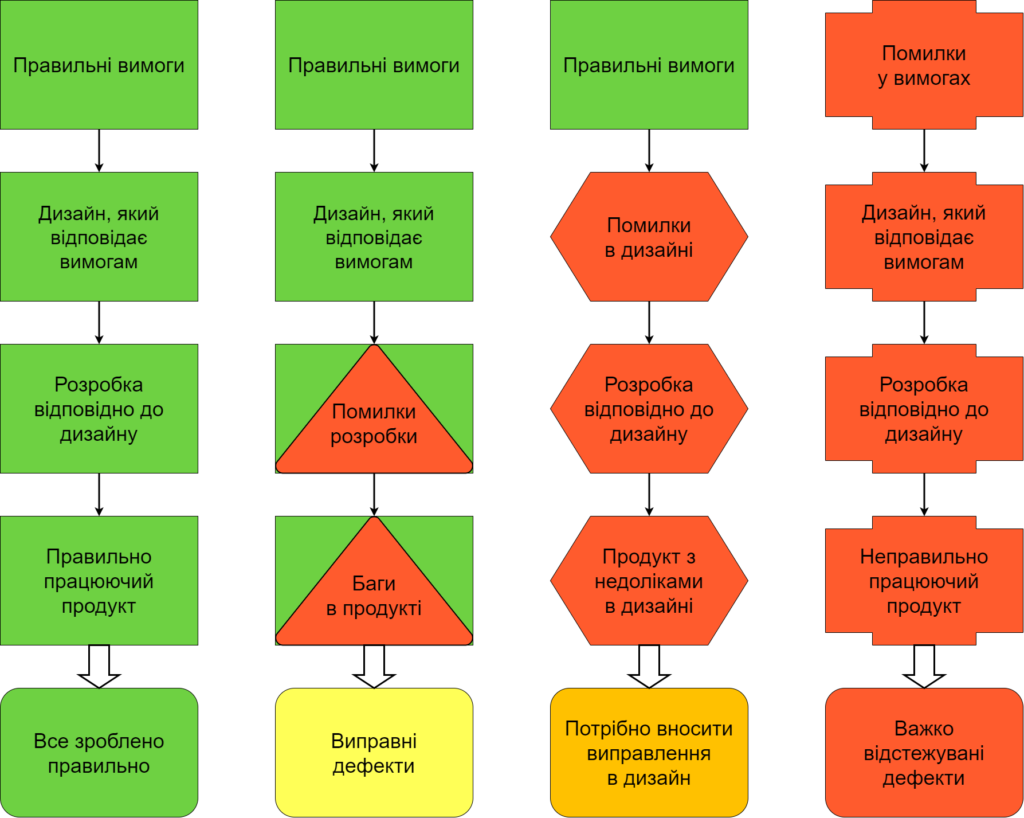 Правильні вимоги
Дизайн, який
відповідає
вимогам
Розробка
відповідно до
дизайну
Правильно
працюючий
продукт
Все зроблено
правильно
Правильні вимоги
Дизайн, який
відповідає
вимогам
Помилки
розробки
Баги
в продукті
Виправні
дефекти
Правильні вимоги
Помилки
в дизайні
Розробка
відповідно до
дизайну
Продукт з
недоліками
в дизайні
Потрібно вносити
виправлення
в дизайн
Помилки
у вимогах
Дизайн, який
відповідає
вимогам
Розробка
відповідно до
дизайну
Неправильно
працюючий
продукт
Важко
відстежувані
дефекти